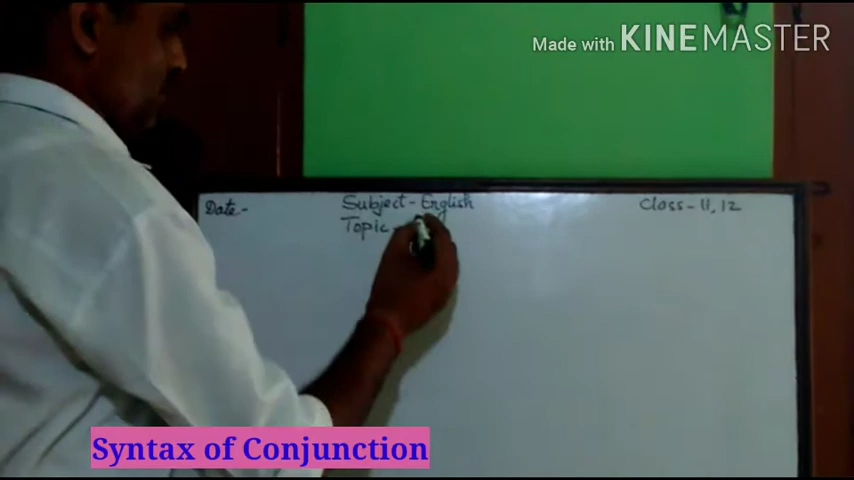 Made with KINEMASTER
Date-
Subject-English
Class-11,12
Topic-
Syntax of Conjunction